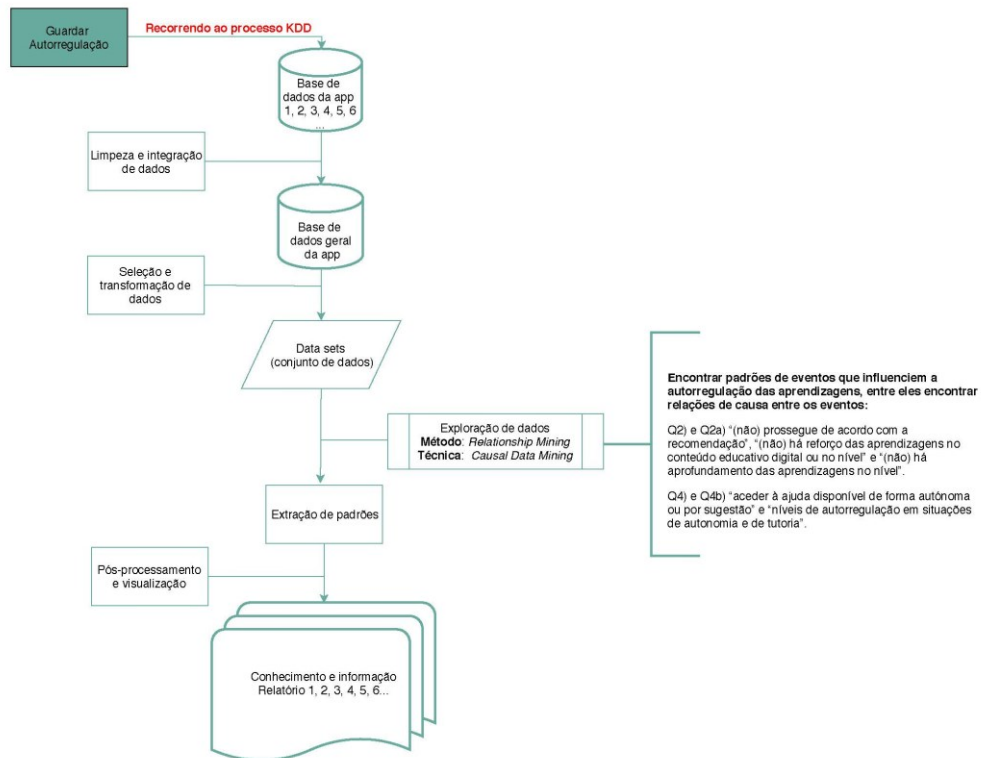 Guardar
Autorregulação
Recorrendo ao processo KDD
Base de
dados da app
1, 2, 3, 4, 5, 6
...
Limpeza e integração
de dados
Base de
dados geral
da app
Seleção e
transformação de
dados
Data sets
(conjunto de dados)
Exploração de dados
Método: Relationship Mining
Técnica: Causal Data Mining
Encontrar padrões de eventos que influenciem a
autorregulação das aprendizagens, entre eles encontrar
relações de causa entre os eventos:
Q2) e Q2a) “(não) prossegue de acordo com a
recomendação”, “(não) há reforço das aprendizagens no
conteúdo educativo digital ou no nível” e “(não) há
aprofundamento das aprendizagens no nível”.
Q4) e Q4b) “aceder à ajuda disponível de forma autónoma
ou por sugestão” e “níveis de autorregulação em situações
de autonomia e de tutoria”.
Extração de padrões
Pós-processamento
e visualização
Conhecimento e informação
Relatório 1, 2, 3, 4, 5, 6...